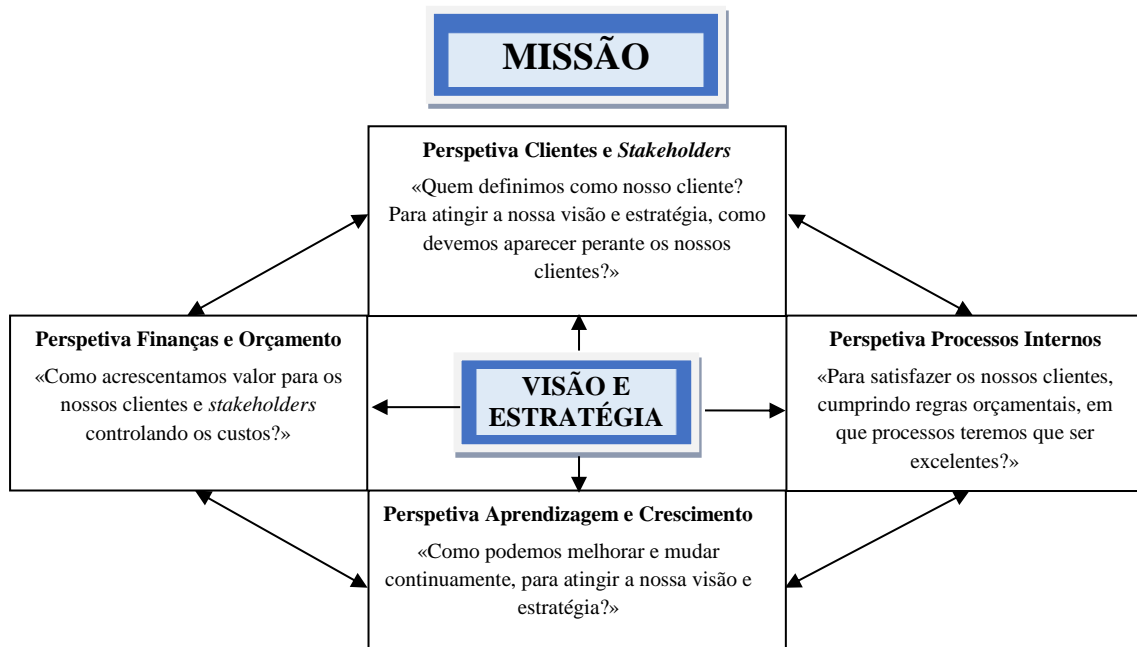 MISSÃO
Perspetiva Clientes e Stakeholders
«Quem definimos como nosso cliente?
Para atingir a nossa visão e estratégia, como
devemos aparecer perante os nossos
clientes?»
Perspetiva Finanças e Orçamento
«Como acrescentamos valor para os
nossos clientes e stakeholders
controlando os custos?»
VISÃO E
ESTRATÉGIA
Perspetiva Processos Internos
«Para satisfazer os nossos clientes,
cumprindo regras orçamentais, em
que processos teremos que ser
excelentes?»
Perspetiva Aprendizagem e Crescimento
«Como podemos melhorar e mudar
continuamente, para atingir a nossa visão e
estratégia?»